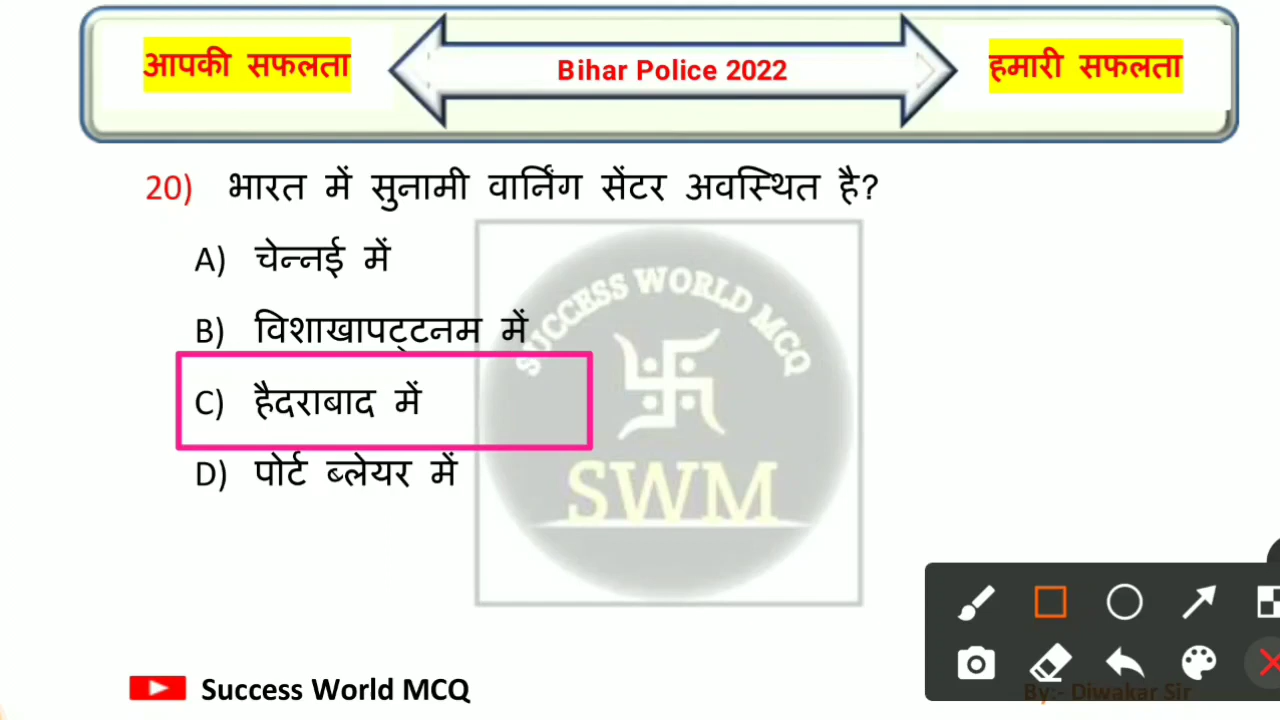 आपकी सफलता
Bihar Police 2022
हमारी सफलता
20) भारत में सुनामी वार्निंग सेंटर अवस्थित है?
A) चेन्नई में
B) विशाखापट्टनम में
C) हैदराबाद में
D) पोर्ट ब्लेयर में
SUCCESS WORLD MCQ
SWM
Success World MCQ
By:- Diwakar Sir